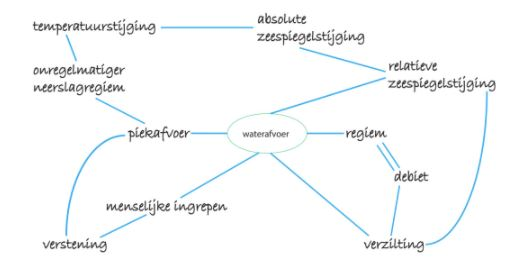 temperatuurstijging
absolute
zeespiegelstijging
onregelmatiger
neerslagregiem
relatieve
zeespiegelstijging
piekafvoer
waterafvoer
regiem
debiet
menselijke ingrepen
verstening
verzilting